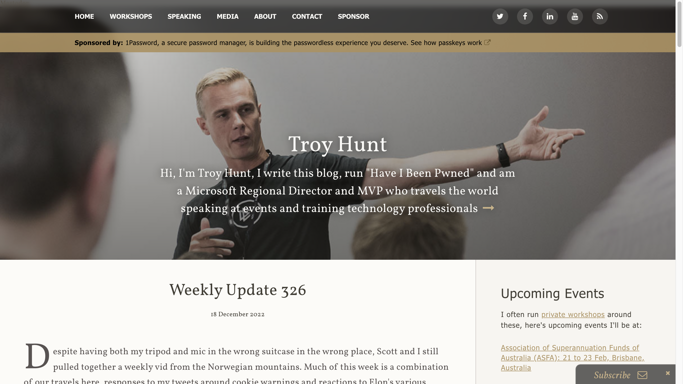 HOME WORKSHOPS SPEAKING MEDIA ABOUT CONTACT SPONSOR
Sponsored by: 1Password, a secure password manager, is building the passwordless experience you deserve. See how passkeys work
Troy Hunt
Hi, I'm Troy Hunt, I write this blog, run "Have I Been Pwned" and am
a Microsoft Regional Director and MVP who travels the world
speaking at events and training technology professionals
Weekly Update 326
18 December 2022
Despite having both my tripod and mic in the wrong suitcase in the wrong place, Scott and I still
pulled together a weekly vid from the Norwegian mountains. Much of this week is a combination
of our travels here, responses to my tweets around cookie warnings and reactions to Elon's various
Upcoming Events
I often run private workshops around
these, here's upcoming events I'll be at:
Association of Superannuation Funds of
Australia (ASFA): 21 to 23 Feb, Brisbane,
Australia
Subscribe